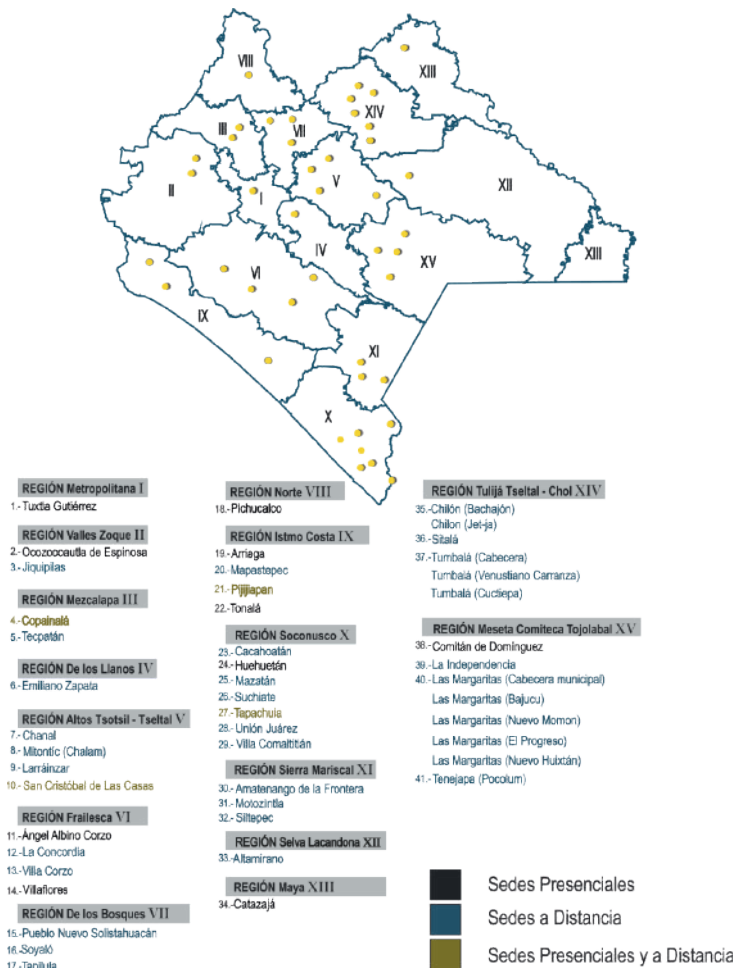 VIII
XIII
XIV
III
VII
V
XII
II
I
IV
XV
XIII
VI
IX
XI
X
REGIÓN Metropolitana I
1.-Tuxtla Gutiérrez
REGIÓN Valles Zoque II
2.-Ocozoccautla de Espinosa
3.-Jiquipilas
REGIÓN Mezcalapa III
4.-Copainalá
5.-Tecpatán
REGIÓN De los Llanos IV
6.-Emiliano Zapata
REGIÓN Altos Tsotsil - Tseltal V
7.-Chanal
8.-Mitontic (Chalam)
9.-Larráinzar
10.-San Cristóbal de Las Casas
REGIÓN Frailesca VI
11.-Ángel Albino Corzo
12.-La Concordia
13.-Villa Corzo
14.-Villaflores
REGIÓN De los Bosques VII
15.-Pueblo Nuevo Solistahuacán
16.-Soyaló
17.-Tapilula
REGIÓN Norte VIII
18.-Pichucalco
REGIÓN Istmo Costa IX
19.-Arriaga
20.-Mapastepec
21.-Pijijiapan
22.-Tonalá
REGIÓN Soconusco X
23.-Cacahoatán
24.-Huehuetán
25.-Mazatán
26.-Suchiate
27.-Tapachula
28.-Unión Juárez
29.-Villa Comaltitlán
REGIÓN Sierra Mariscal XI
30.-Amatenango de la Frontera
31.-Motozintla
32.-Siltepec
REGIÓN Selva Lacandona XII
33.-Altamirano
REGIÓN Maya XIII
34.-Catazajá
REGIÓN Tulijá Tseltal - Chol XIV
35.-Chilón (Bachajón)
Chilon (Jet-ja)
36.-Sitalá
37.-Tumbalá (Cabecera)
Tumbalá (Venustiano Carranza)
Tumbalá (Cuctiepa)
REGIÓN Meseta Comiteca Tojolabal XV
38.-Comitán de Domínguez
39.-La Independencia
40.-Las Margaritas (Cabecera municipal)
Las Margaritas (Bajucu)
Las Margaritas (Nuevo Momon)
Las Margaritas (El Progreso)
Las Margaritas (Nuevo Huixtán)
41.-Tenejapa (Pocolum)
Sedes Presenciales
Sedes a Distancia
Sedes Presenciales y a Distancia